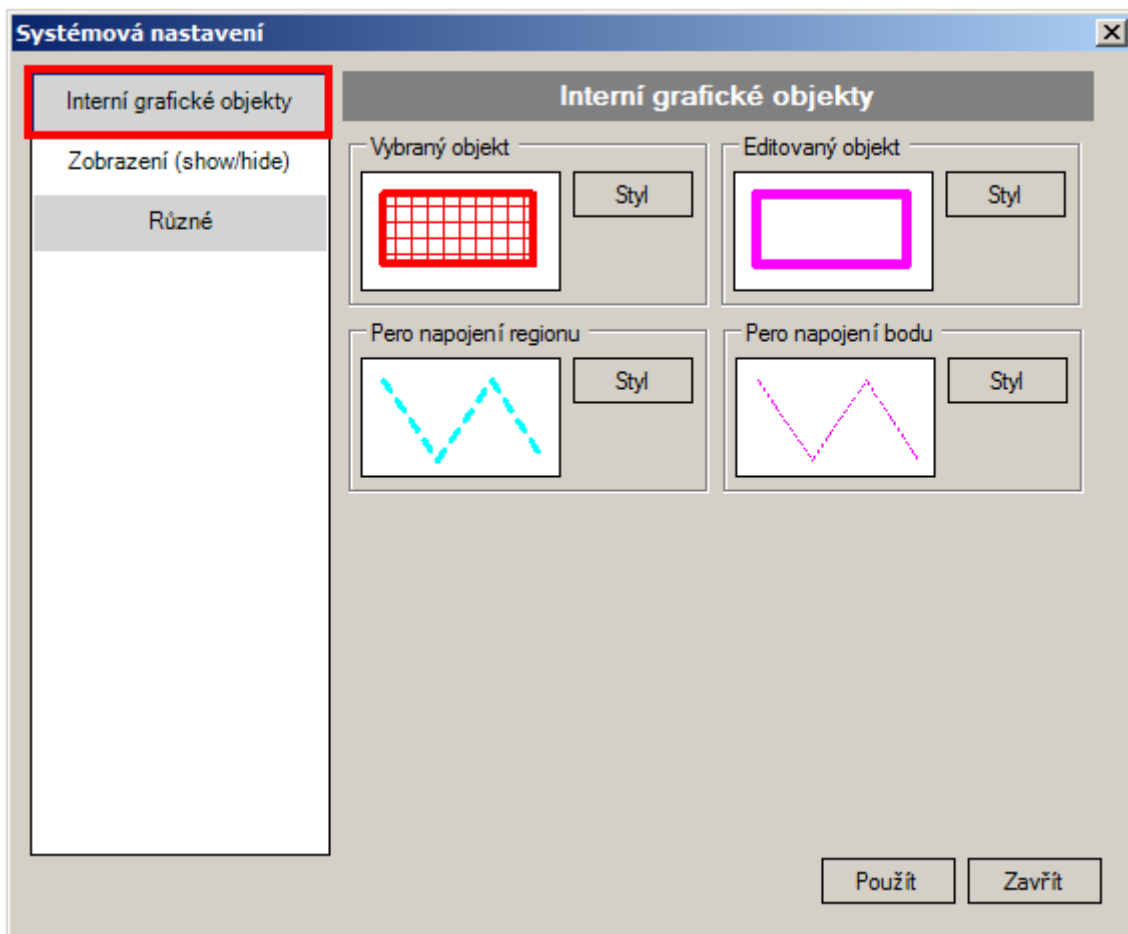 Systémová nastavení
Interní grafické objekty
Zobrazení (show/hide)
Různé
Interní grafické objekty
Vybraný objekt
Styl
Editovaný objekt
Styl
Pero napojení regionu
Styl
Pero napojení bodu
Styl
Použít
Zavřít